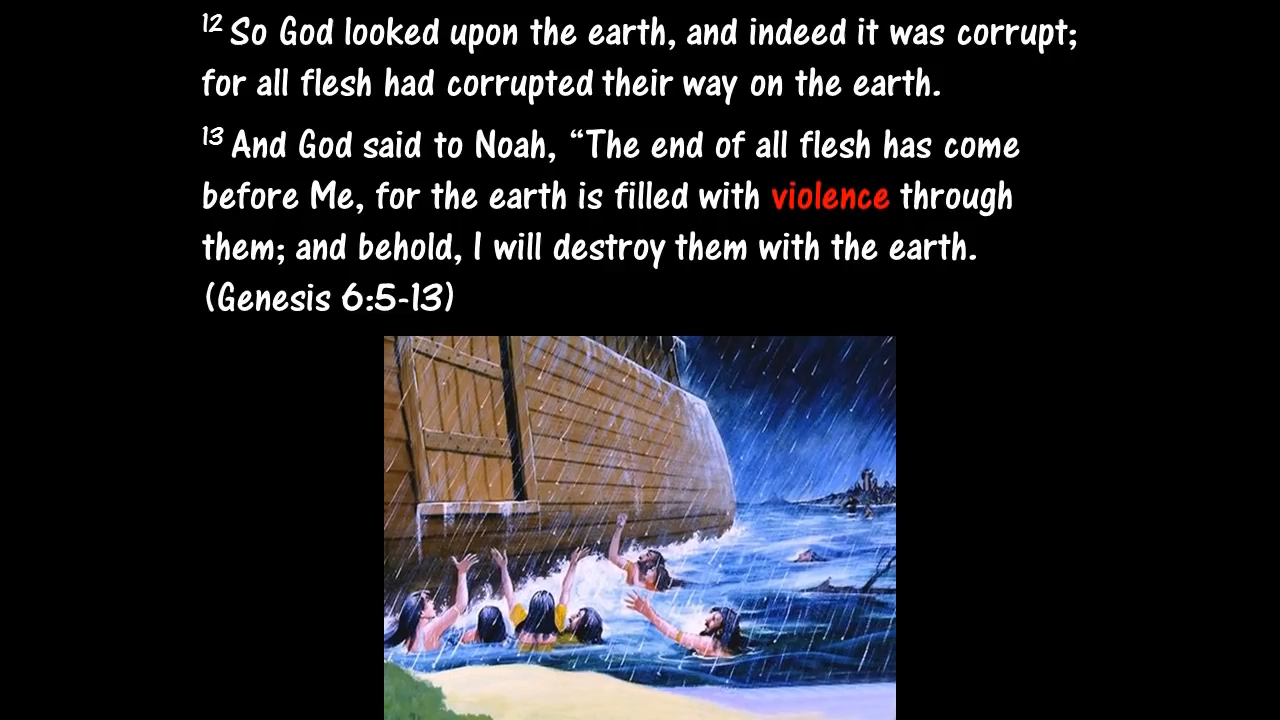 12 So God looked upon the earth, and indeed it was corrupt;
for all flesh had corrupted their way on the earth.
13 And God said to Noah, “The end of all flesh has come
before Me, for the earth is filled with violence through
them; and behold, I will destroy them with the earth.
(Genesis 6:5-13)